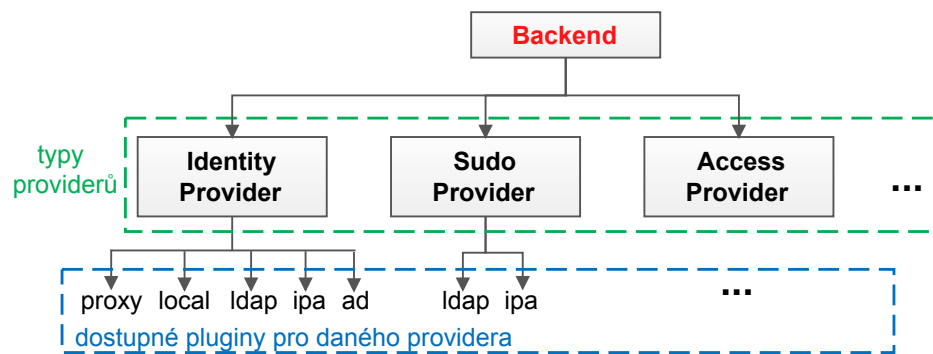 Backend
typy
providerů
Identity
Provider
Sudo
Provider
Access
Provider
...
proxy local ldap ipa ad ldap ipa ...
dostupné pluginy pro daného providera